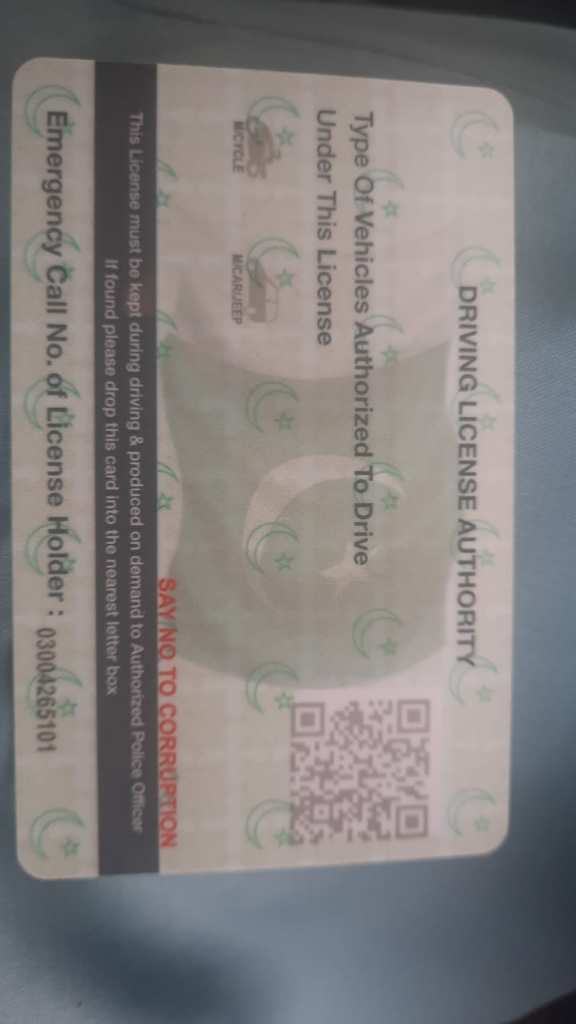 DRIVING LICENSE AUTHORITY
Type Of Vehicles Authorized To Drive
Under This License
M/CYCLE
M/CAR/JEEP
SAY NO TO CORRUPTION
This License must be kept during driving & produced on demand to Authorized Police Officer
If found please drop this card into the nearest letter box
Emergency Call No. of License Holder : 03004265101